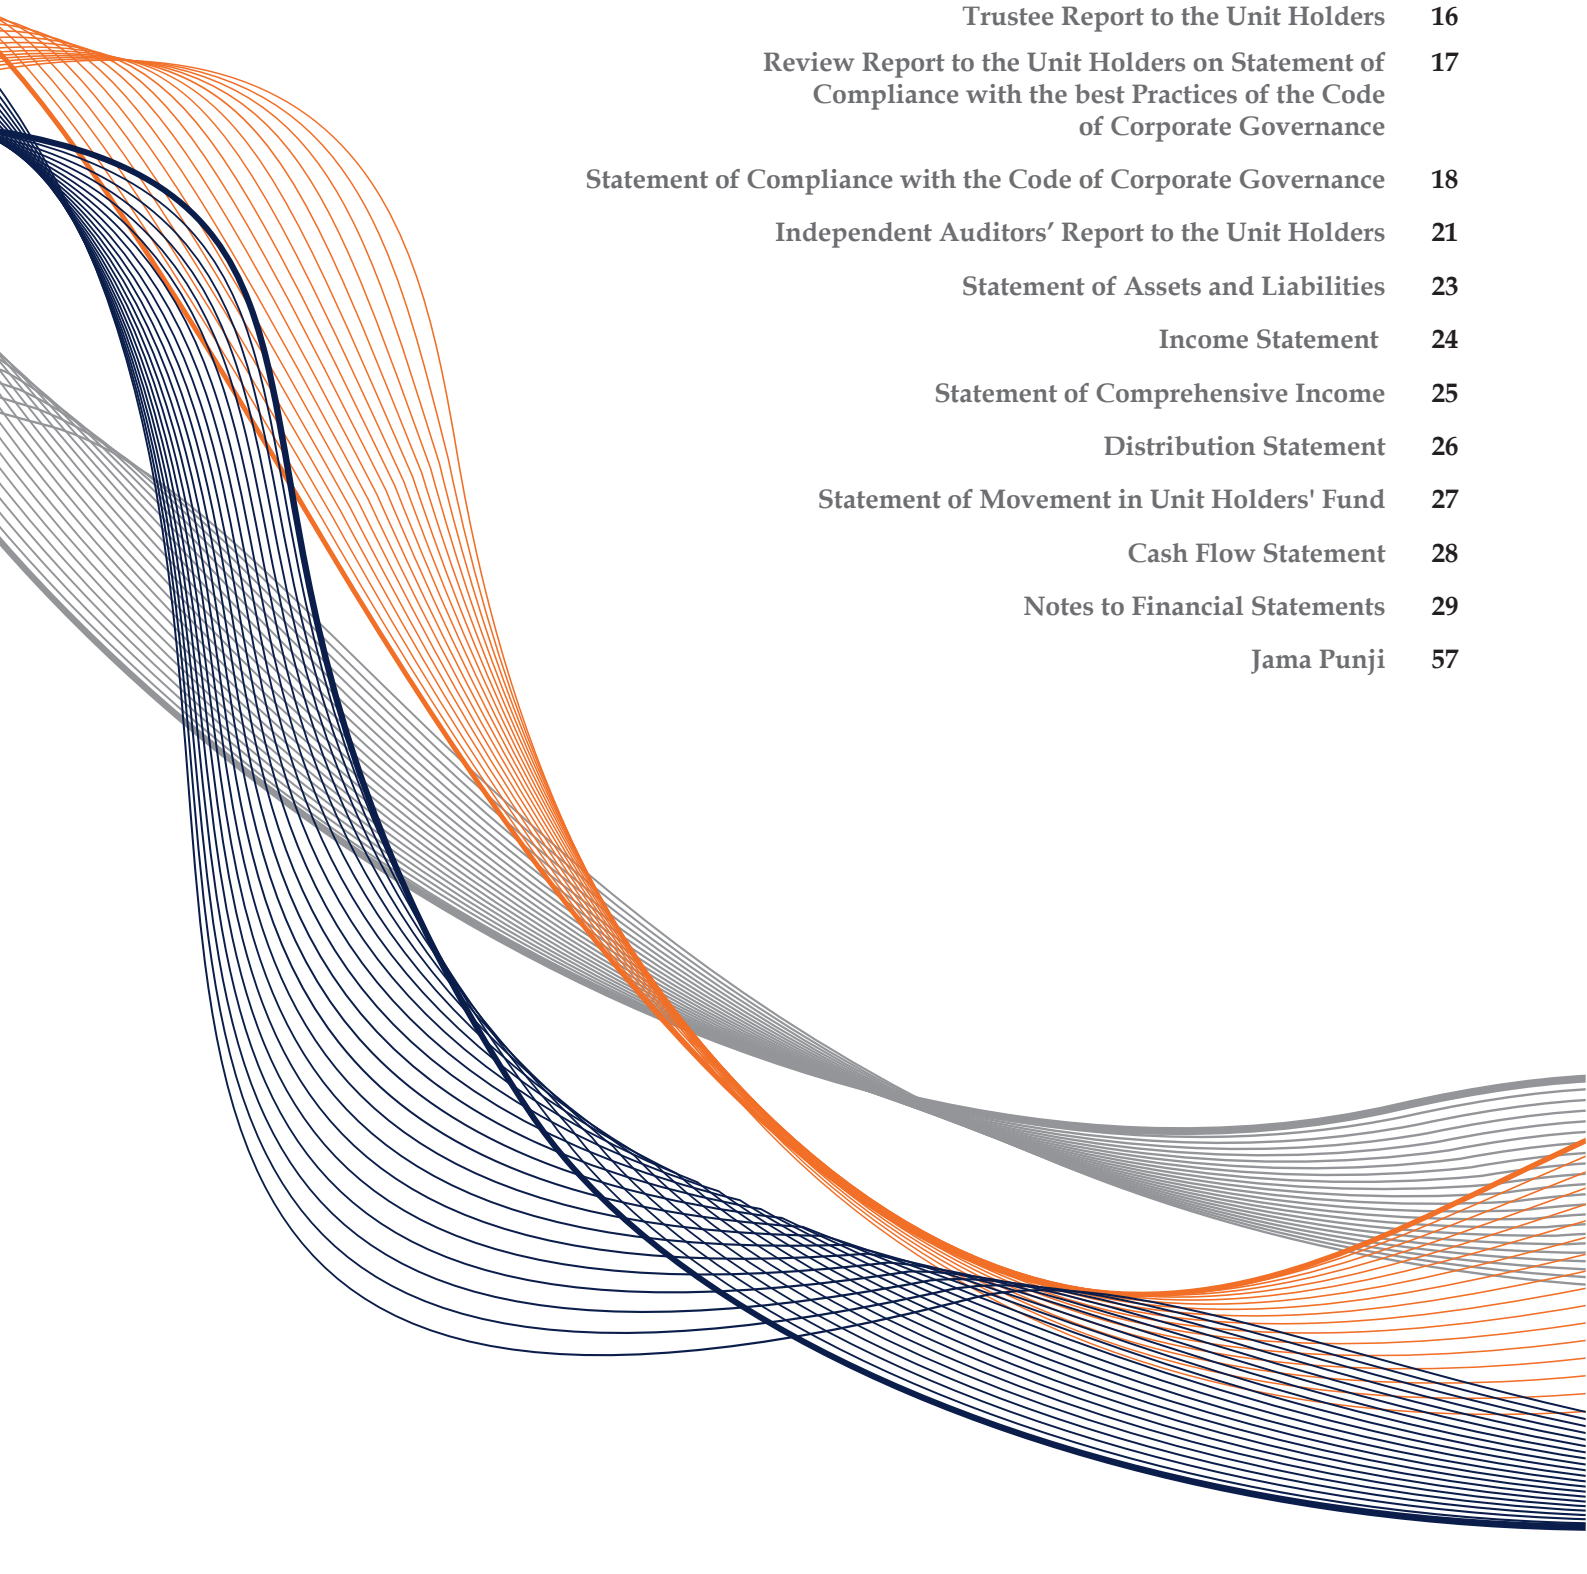 Trustee Report to the Unit Holders 16
Review Report to the Unit Holders on Statement of 17
Compliance with the best Practices of the Code
of Corporate Governance
Statement of Compliance with the Code of Corporate Governance 18
Independent Auditors’ Report to the Unit Holders 21
Statement of Assets and Liabilities 23
Income Statement 24
Statement of Comprehensive Income 25
Distribution Statement 26
Statement of Movement in Unit Holders' Fund 27
Cash Flow Statement 28
Notes to Financial Statements 29
Jama Punji 57